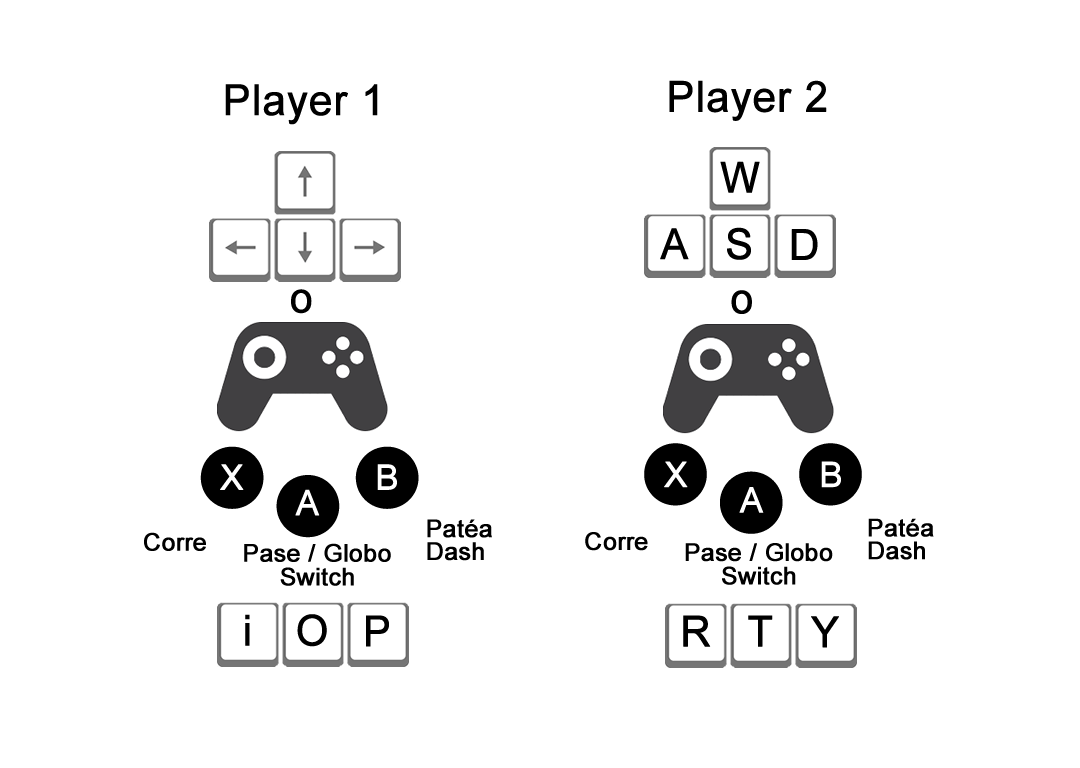 Player 1
↑
← ↓ →
o
X A B
Corre
Pase / Globo
Switch
Patéa
Dash
i O P
Player 2
W
A S D
o
X A B
Corre
Pase / Globo
Switch
Patéa
Dash
R T Y